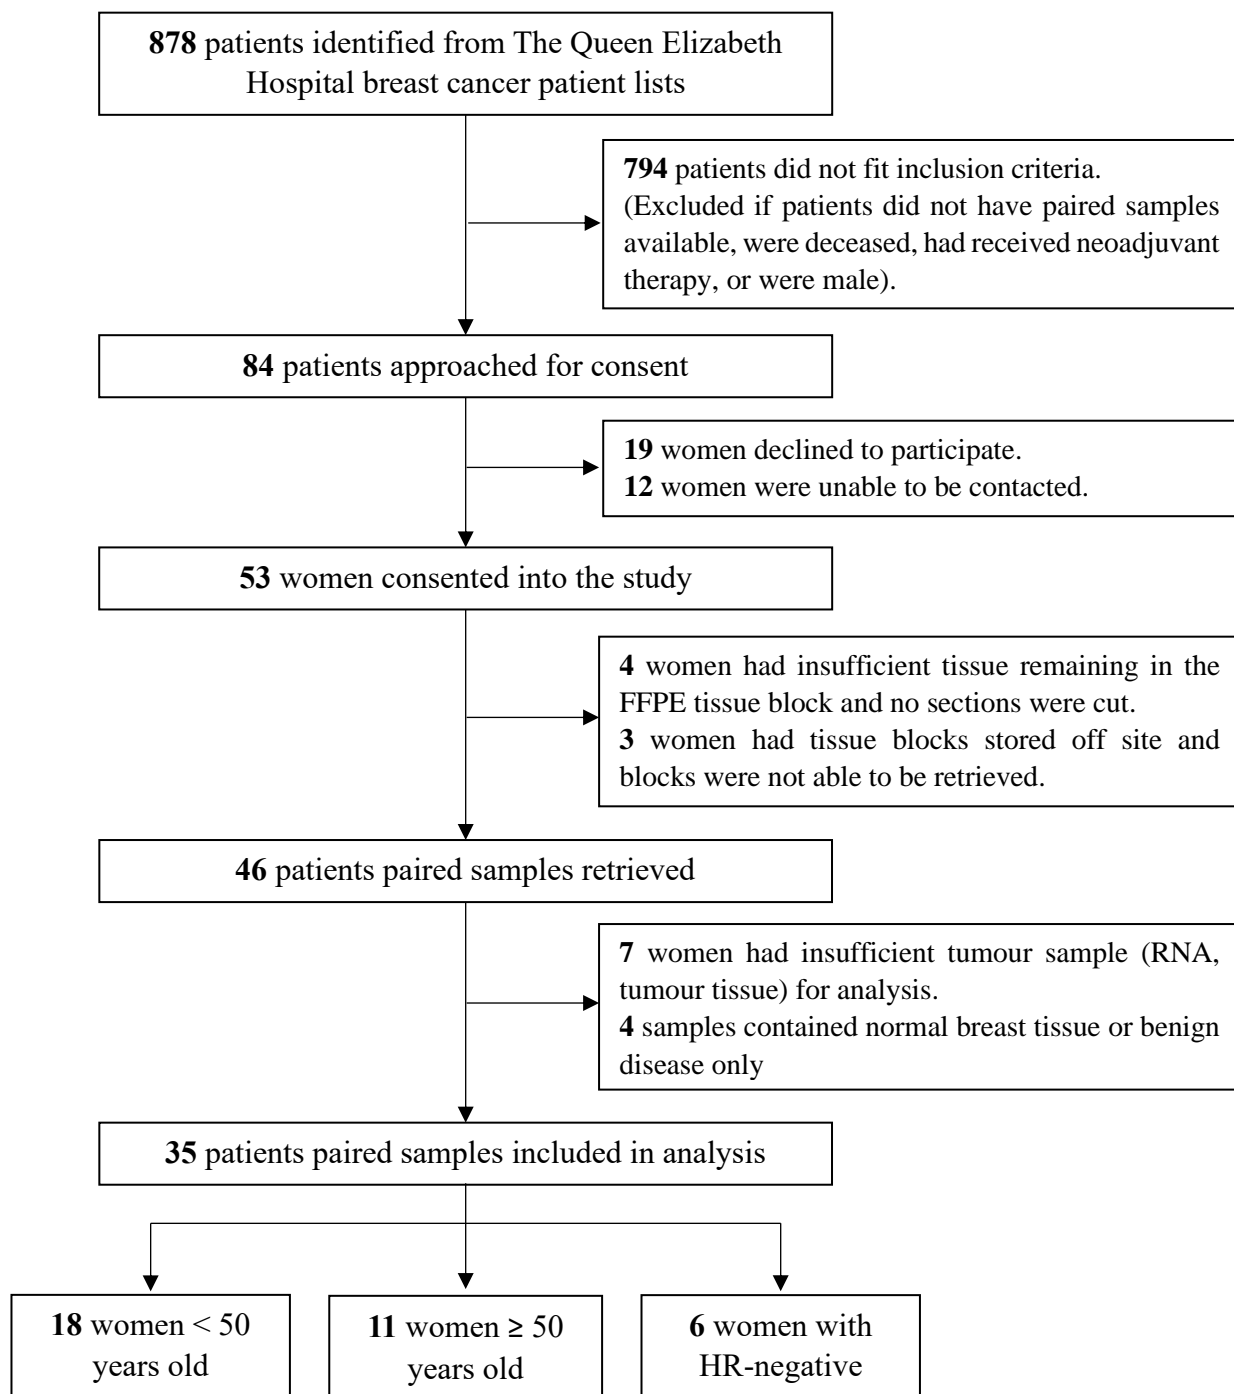 878 patients identified from The Queen Elizabeth
Hospital breast cancer patient lists
794 patients did not fit inclusion criteria.
(Excluded if patients did not have paired samples
available, were deceased, had received neoadjuvant
therapy, or were male).
84 patients approached for consent
19 women declined to participate.
12 women were unable to be contacted.
53 women consented into the study
4 women had insufficient tissue remaining in the
FFPE tissue block and no sections were cut.
3 women had tissue blocks stored off site and
blocks were not able to be retrieved.
46 patients paired samples retrieved
7 women had insufficient tumour sample (RNA,
tumour tissue) for analysis.
4 samples contained normal breast tissue or benign
disease only
35 patients paired samples included in analysis
18 women < 50
years old
11 women ≥ 50
years old
6 women with
HR-negative